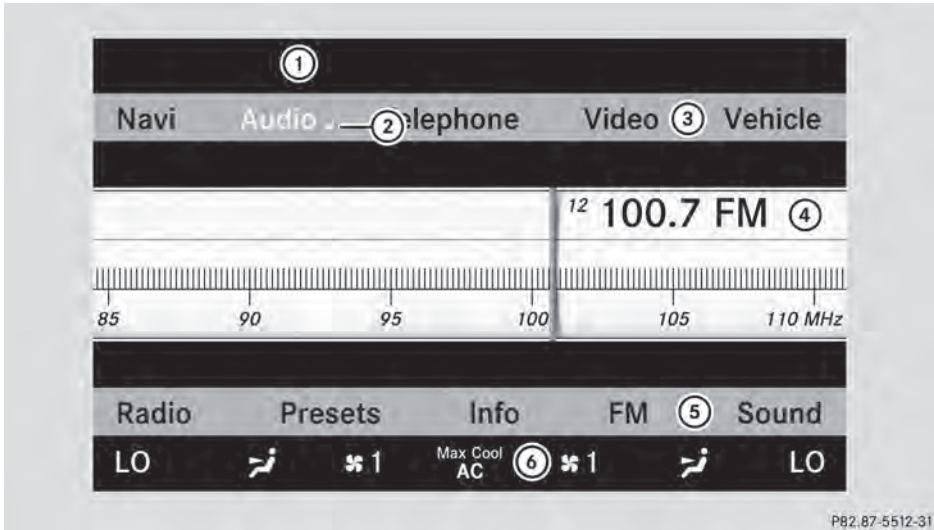 ①
Navi Audio ② elephone Video ③ Vehicle
12 100.7 FM ④
85 90 95 100 105 110 MHz
Radio Presets Info FM ⑤ Sound
LO 1 Max Cool AC ⑥ 1 LO
P82.87-5512-31